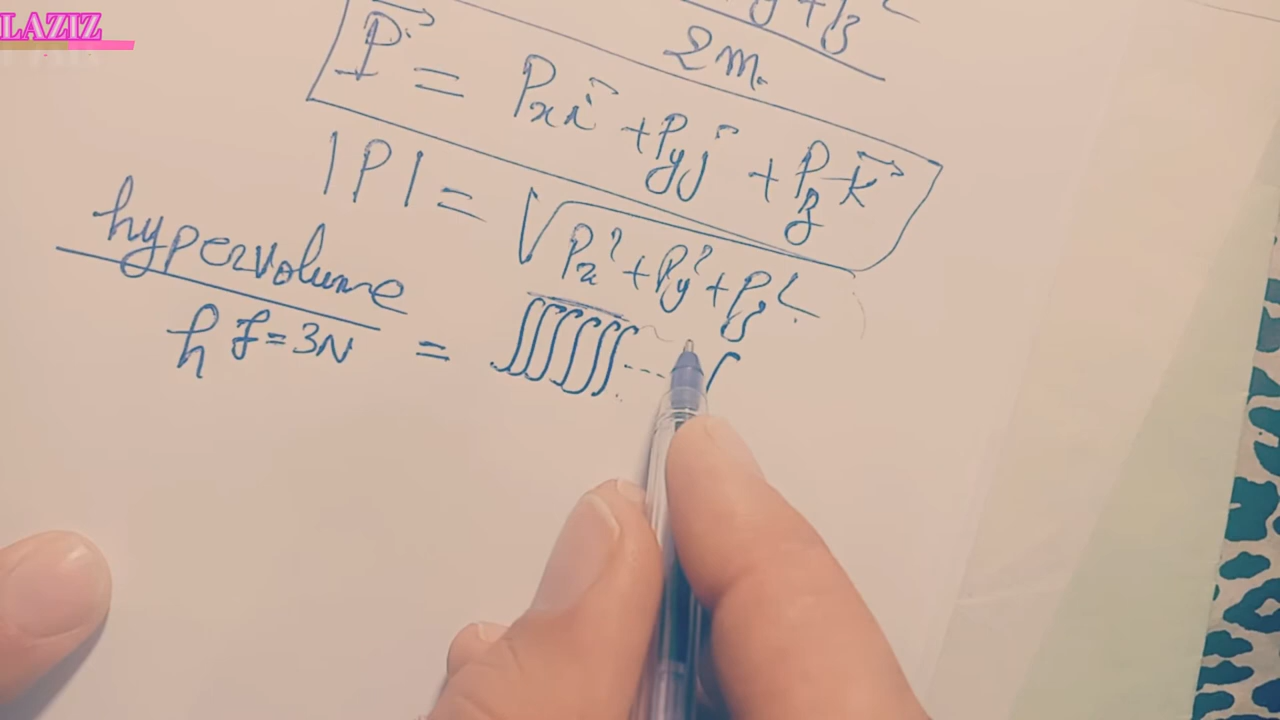 LAZIZ
2m
P⃗ = Pxi⃗ + Pyj⃗ + Pzk⃗
|P| = √Px² + Py² + Pz²
hypervolume
h f=3N = ∫∫∫∫∫∫ ---- ∫